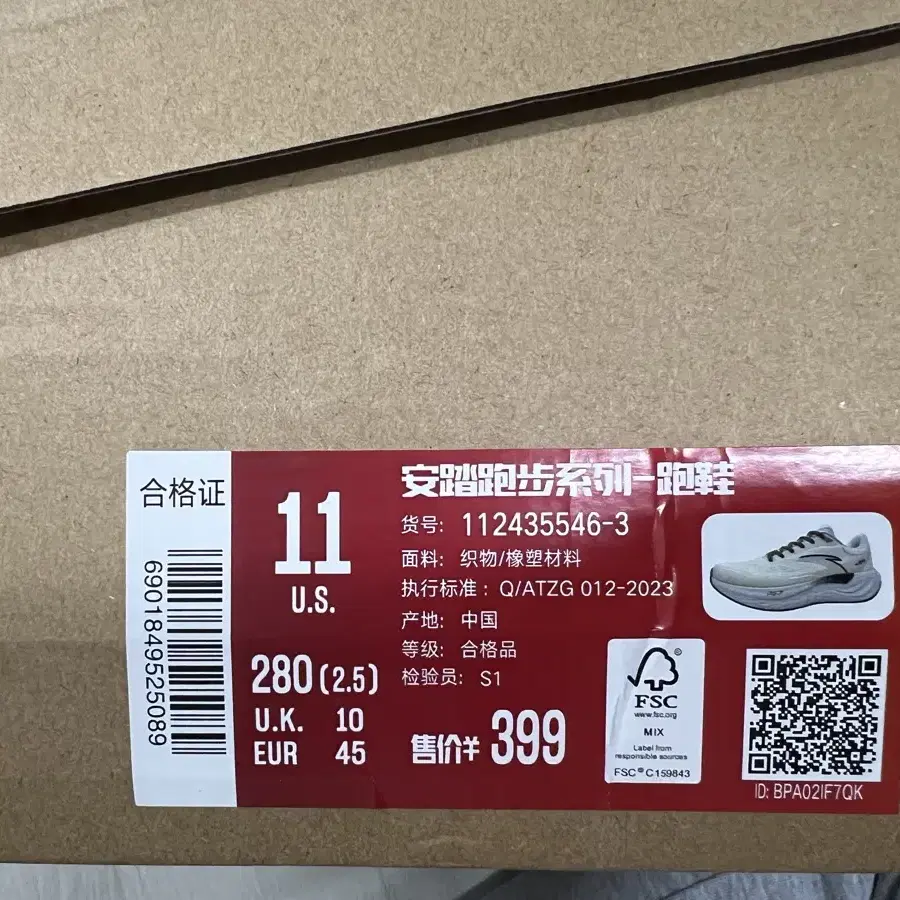 合格证
6901849525089
11
U.S.
280(2.5)
U.K. 10
EUR 45
安踏跑步系列-跑鞋
货号: 112435546-3
面料: 织物/橡塑材料
执行标准: Q/ATZG 012-2023
产地: 中国
等级: 合格品
检验员: S1
售价¥ 399
FSC
www.fsc.org
MIX
Label from
responsible sources
FSC® C159843
ID: BPA02IF7QK